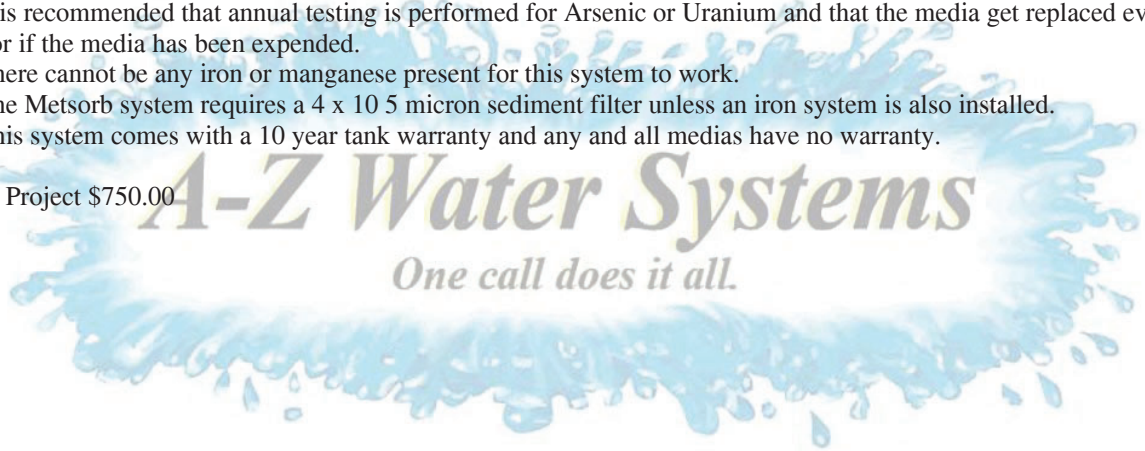 is recommended that annual testing is performed for Arsenic or Uranium and that the media get replaced ev
or if the media has been expended.
here cannot be any iron or manganese present for this system to work.
he Metsorb system requires a 4 x 10 5 micron sediment filter unless an iron system is also installed.
his system comes with a 10 year tank warranty and any and all medias have no warranty.
Project $750.00
A-Z Water Systems
One call does it all.